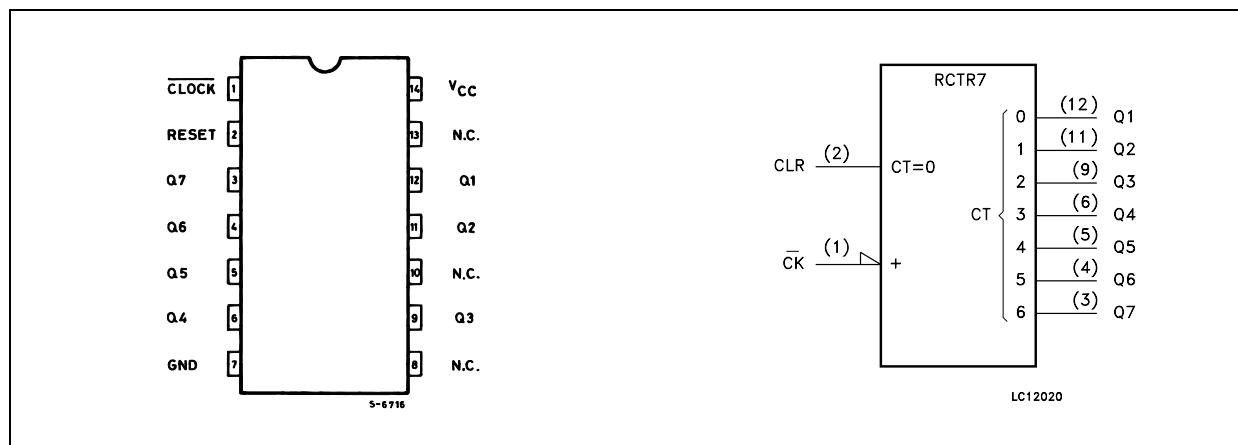 C̅L̅O̅C̅K̅ 1 14 VCC
RESET 2 13 N.C.
Q7 3 12 Q1
Q6 4 11 Q2
Q5 5 10 N.C.
Q4 6 9 Q3
GND 7 8 N.C.
S-6716
RCTR7
0 (12) Q1
1 (11) Q2
CLR (2) CT=0
2 (9) Q3
CT 3 (6) Q4
4 (5) Q5
C̅K (1) +
5 (4) Q6
6 (3) Q7
LC12020